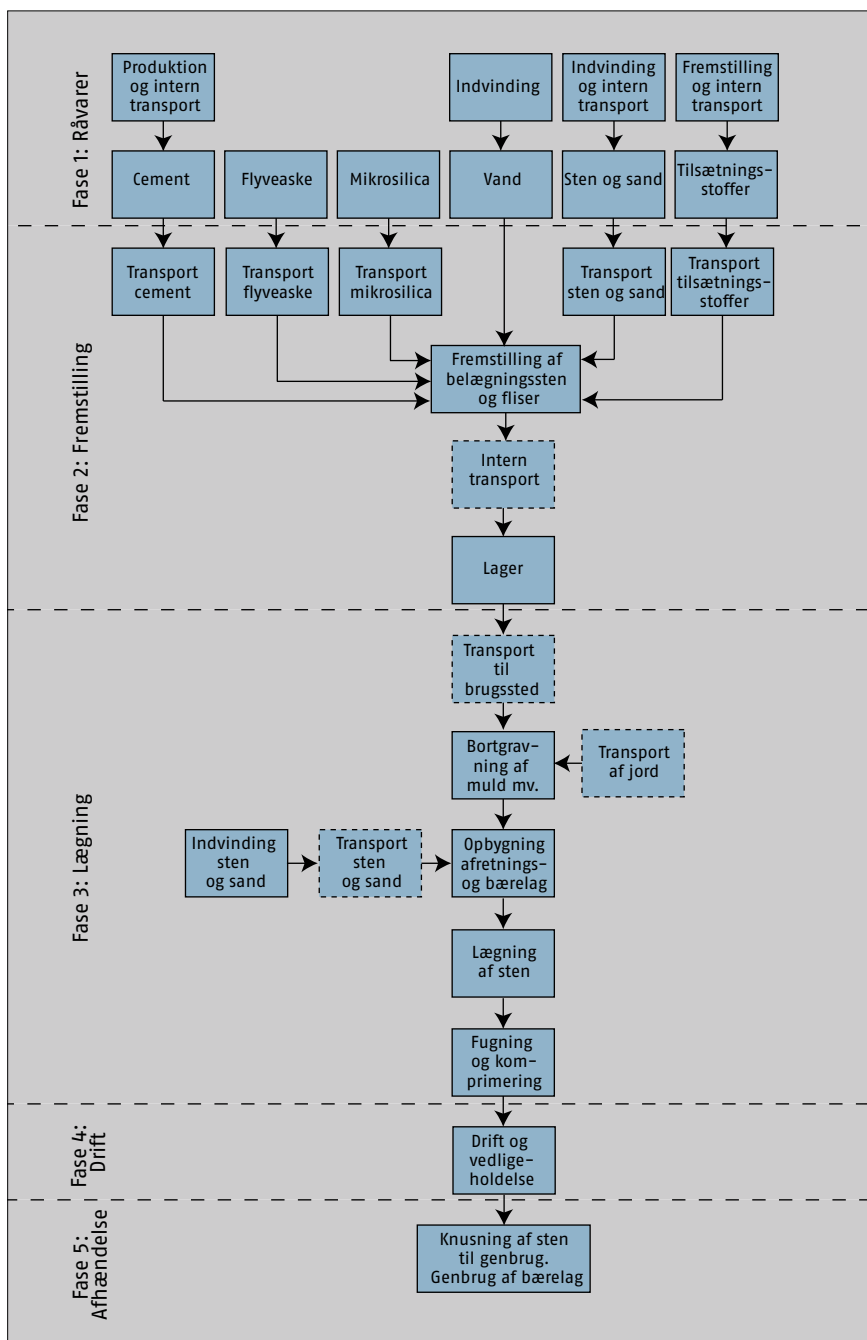 Fase 1: Råvarer
Produktion
og intern
transport
Indvinding
Indvinding
og intern
transport
Fremstilling
og intern
transport
Cement
Flyveaske
Mikrosilica
Vand
Sten og sand
Tilsætnings-
stoffer
Fase 2: Fremstilling
Transport
cement
Transport
flyveaske
Transport
mikrosilica
Transport
sten og sand
Transport
tilsætnings-
stoffer
Fremstilling af
belægningssten
og fliser
Intern
transport
Lager
Fase 3: Lægning
Transport
til
brugssted
Bortgrav-
ning af
muld mv.
Transport
af jord
Indvinding
sten
og sand
Transport
sten
og sand
Opbygning
afretnings-
og bærelag
Lægning
af sten
Fugning
og kom-
primering
Fase 4:
Drift
Drift og
vedlige-
holdelse
Fase 5:
Afhændelse
Knusning af sten
til genbrug.
Genbrug af bærelag